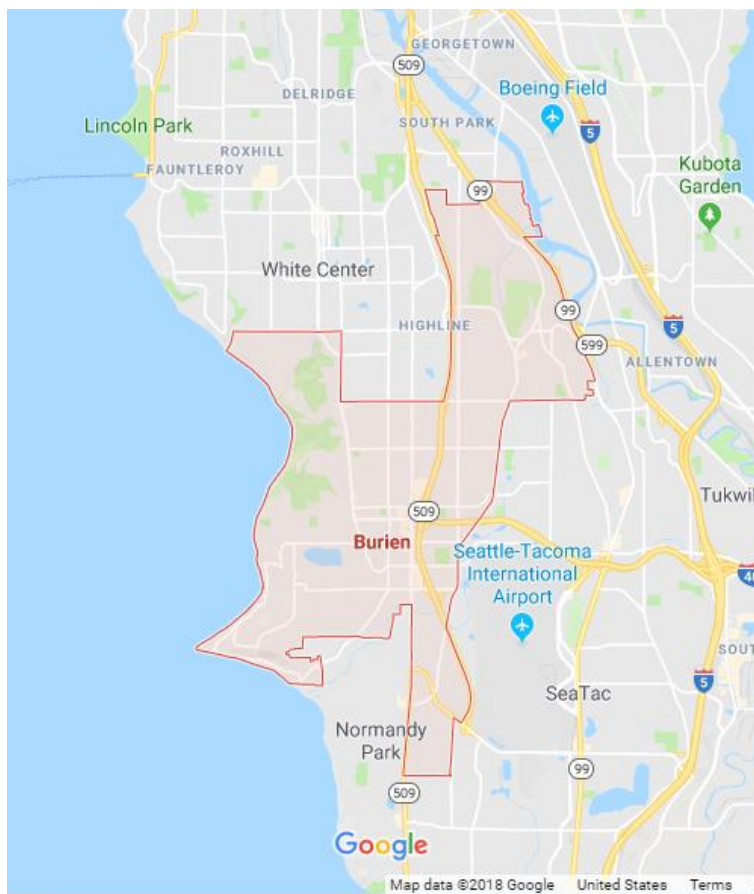 GEORGETOWN
509
DELRIDGE
Boeing Field
Lincoln Park
SOUTH PARK
5
ROXHILL
FAUNTLEROY
Kubota
Garden
99
White Center
99
HIGHLINE
5
599
ALLENTOWN
Tukwil
509
Burien
Seattle-Tacoma
International
Airport
SOUT
5
SeaTac
Normandy
Park
99
509
Google
Map data ©2018 Google United States Terms